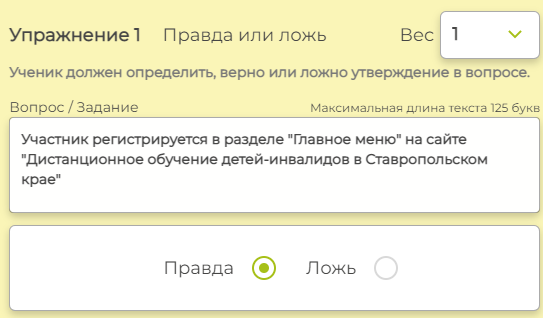 Упражнение 1 Правда или ложь Вес 1
Ученик должен определить, верно или ложно утверждение в вопросе.
Вопрос / Задание Максимальная длина текста 125 букв
Участник регистрируется в разделе "Главное меню" на сайте
"Дистанционное обучение детей-инвалидов в Ставропольском
крае"
Правда Ложь